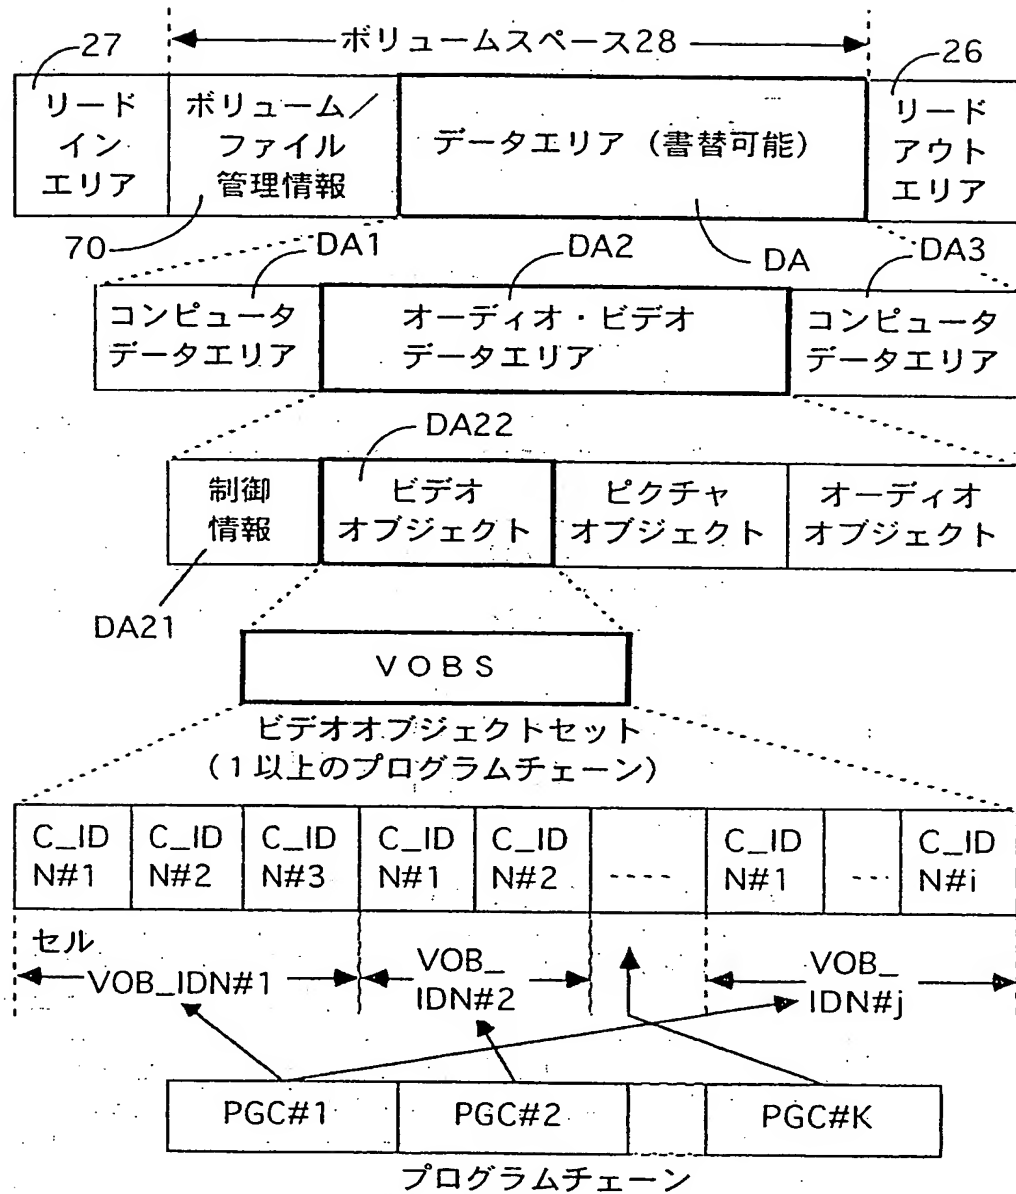 ボリュームスペース28
27
26
リード
イン
エリア
ボリューム／
ファイル
管理情報
データエリア（書替可能）
リード
アウト
エリア
70
DA1
DA2
DA
DA3
コンピュータ
データエリア
オーディオ・ビデオ
データエリア
コンピュータ
データエリア
DA22
制御
情報
ビデオ
オブジェクト
ピクチャ
オブジェクト
オーディオ
オブジェクト
DA21
VOBS
ビデオオブジェクトセット
（1以上のプログラムチェーン）
C_ID
N#1
C_ID
N#2
C_ID
N#3
C_ID
N#1
C_ID
N#2
----
C_ID
N#1
---
C_ID
N#i
セル
VOB_IDN#1
VOB_
IDN#2
VOB_
IDN#j
PGC#1
PGC#2
PGC#K
プログラムチェーン